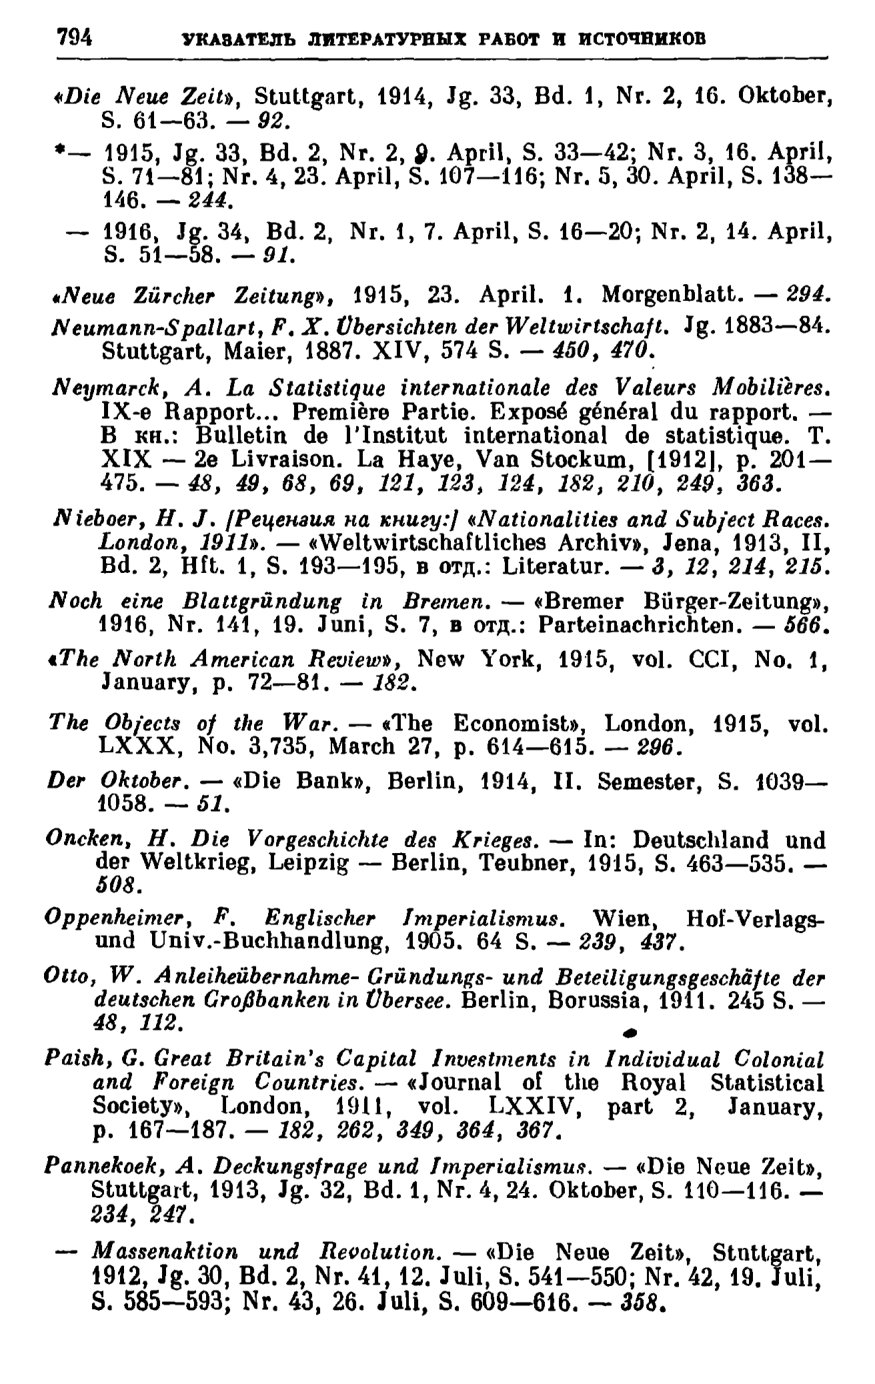 794 УКАЗАТЕЛЬ ЛИТЕРАТУРНЫХ РАБОТ И ИСТОЧНИКОВ
«Die Neue Zeit», Stuttgart, 1914, Jg. 33, Bd. 1, Nr. 2, 16. Oktober,
S. 61—63. — 92.
*— 1915, Jg. 33, Bd. 2, Nr. 2, 9. April, S. 33—42; Nr. 3, 16. April,
S. 71—81; Nr. 4, 23. April, S. 107—116; Nr. 5, 30. April, S. 138—
146. — 244.
— 1916, Jg. 34, Bd. 2, Nr. 1, 7. April, S. 16—20; Nr. 2, 14. April,
S. 51—58. — 91.
«Neue Zürcher Zeitung», 1915, 23. April. 1. Morgenblatt. — 294.
Neumann-Spallart, F. X. Übersichten der Weltwirtschaft. Jg. 1883—84.
Stuttgart, Maier, 1887. XIV, 574 S. — 450, 470.
Neymarck, A. La Statistique internationale des Valeurs Mobilières.
IX-e Rapport... Première Partie. Exposé général du rapport. —
В кн.: Bulletin de l'Institut international de statistique. T.
XIX — 2e Livraison. La Haye, Van Stockum, [1912], p. 201—
475. — 48, 49, 68, 69, 121, 123, 124, 182, 210, 249, 363.
Nieboer, H. J. [Рецензия на книгу:] «Nationalities and Subject Races.
London, 1911». — «Weltwirtschaftliches Archiv», Jena, 1913, II,
Bd. 2, Hft. 1, S. 193—195, в отд.: Literatur. — 3, 12, 214, 215.
Noch eine Blattgründung in Bremen. — «Bremer Bürger-Zeitung»,
1916, Nr. 141, 19. Juni, S. 7, в отд.: Parteinachrichten. — 566.
«The North American Review», New York, 1915, vol. CCI, No. 1,
January, p. 72—81. — 182.
The Objects of the War. — «The Economist», London, 1915, vol.
LXXX, No. 3,735, March 27, p. 614—615. — 296.
Der Oktober. — «Die Bank», Berlin, 1914, II. Semester, S. 1039—
1058. — 51.
Oncken, H. Die Vorgeschichte des Krieges. — In: Deutschland und
der Weltkrieg, Leipzig — Berlin, Teubner, 1915, S. 463—535. —
508.
Oppenheimer, F. Englischer Imperialismus. Wien, Hof-Verlags-
und Univ.-Buchhandlung, 1905. 64 S. — 239, 437.
Otto, W. Anleiheübernahme- Gründungs- und Beteiligungsgeschäfte der
deutschen Großbanken in Übersee. Berlin, Borussia, 1911. 245 S. —
48, 112.
Paish, G. Great Britain's Capital Investments in Individual Colonial
and Foreign Countries. — «Journal of the Royal Statistical
Society», London, 1911, vol. LXXIV, part 2, January,
p. 167—187. — 182, 262, 349, 364, 367.
Pannekoek, A. Deckungsfrage und Imperialismus. — «Die Neue Zeit»,
Stuttgart, 1913, Jg. 32, Bd. 1, Nr. 4, 24. Oktober, S. 110—116. —
234, 247.
— Massenaktion und Revolution. — «Die Neue Zeit», Stuttgart,
1912, Jg. 30, Bd. 2, Nr. 41, 12. Juli, S. 541—550; Nr. 42, 19. Juli,
S. 585—593; Nr. 43, 26. Juli, S. 609—616. — 358.